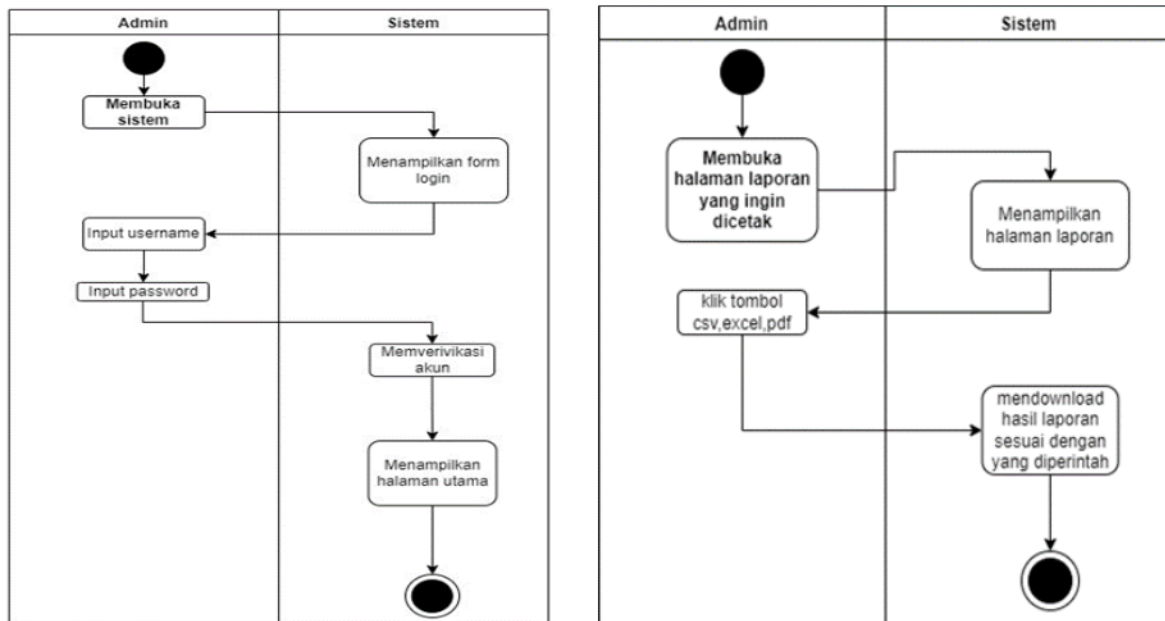 Admin
Sistem
Membuka
sistem
Menampilkan form
login
Input username
Input password
Memverivikasi
akun
Menampilkan
halaman utama
Admin
Sistem
Membuka
halaman laporan
yang ingin
dicetak
Menampilkan
halaman laporan
klik tombol
csv,excel,pdf
mendownload
hasil laporan
sesuai dengan
yang diperintah